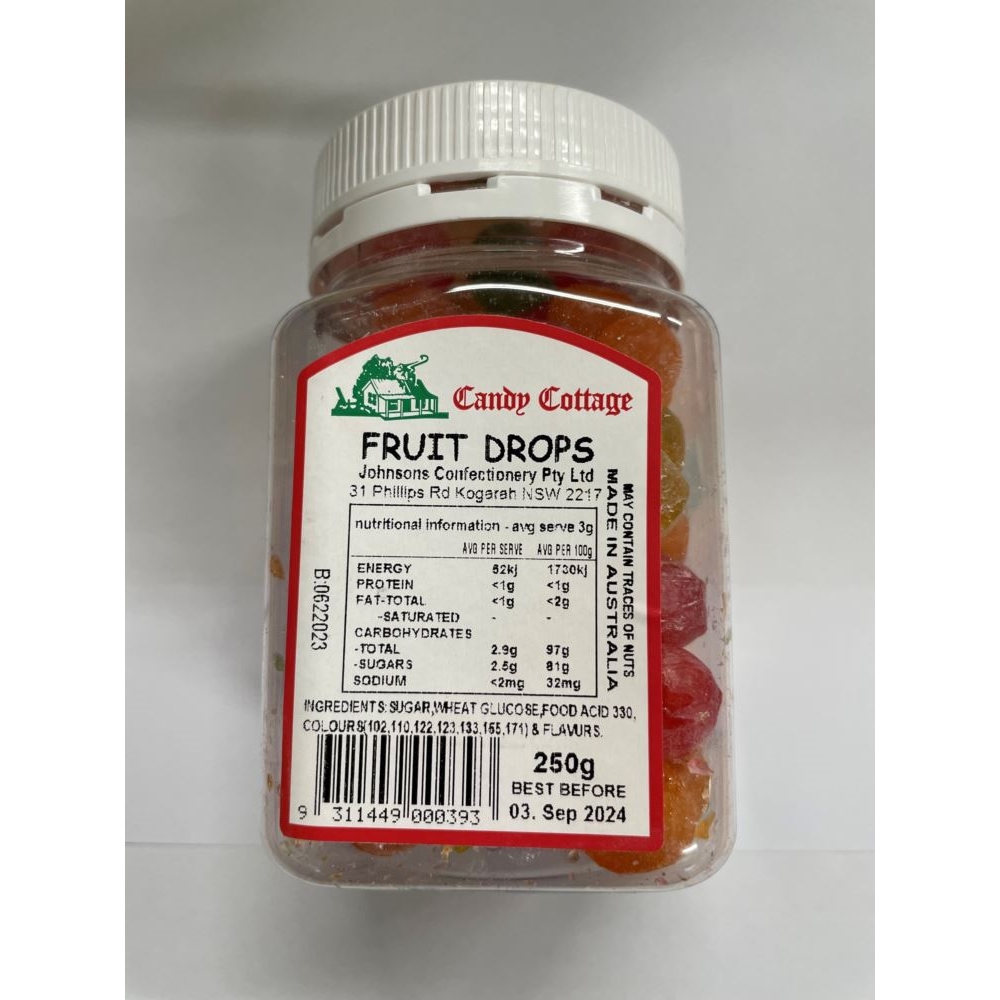 Candy Cottage
FRUIT DROPS
Johnsons Confectionery Pty Ltd
31 Phillips Rd Kogarah NSW 2217
nutritional information - avg serve 3g
AVG PER SERVE AVG PER 100g
ENERGY 52kj 1730kj
PROTEIN <1g <1g
FAT-TOTAL <1g <2g
-SATURATED - -
CARBOHYDRATES
-TOTAL 2.9g 97g
-SUGARS 2.5g 81g
SODIUM <2mg 32mg
MAY CONTAIN TRACES OF NUTS
MADE IN AUSTRALIA
B:0622023
INGREDIENTS: SUGAR,WHEAT GLUCOSE,FOOD ACID 330,
COLOURS(102,110,122,123,133,155,171) & FLAVURS.
250g
BEST BEFORE
03. Sep 2024
9 311449 000393